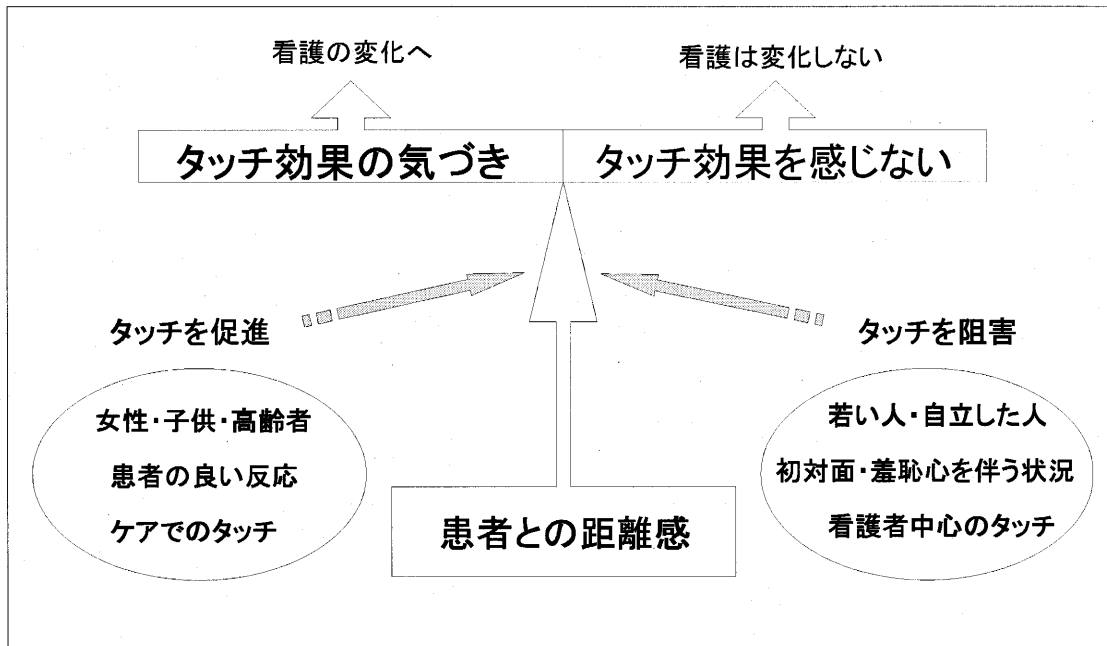 看護の変化へ
看護は変化しない
タッチ効果の気づき
タッチ効果を感じない
タッチを促進
タッチを阻害
女性・子供・高齢者
患者の良い反応
ケアでのタッチ
若い人・自立した人
初対面・羞恥心を伴う状況
看護者中心のタッチ
患者との距離感